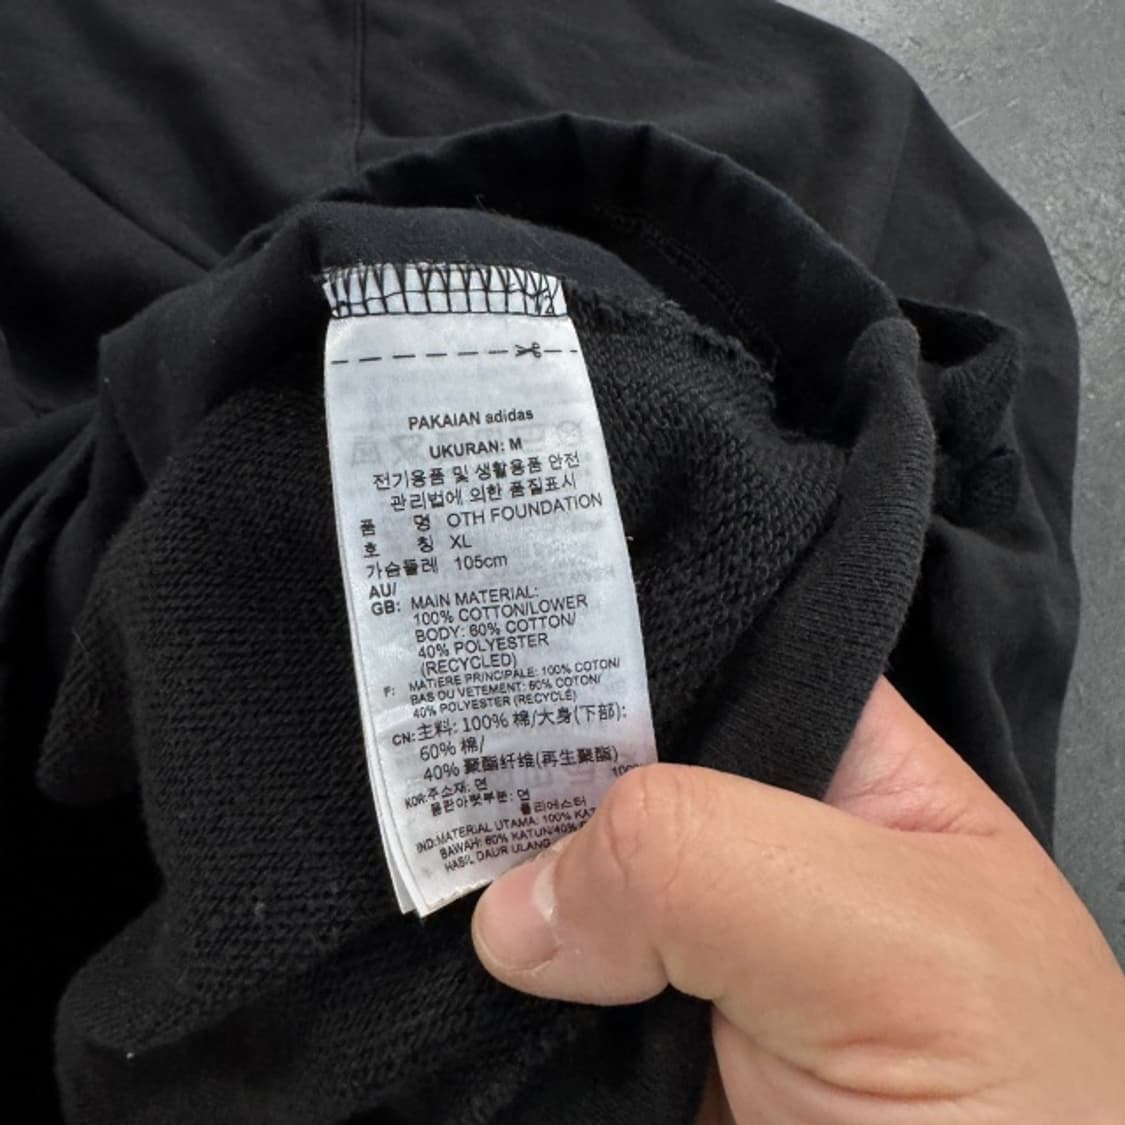 PAKAIAN adidas
UKURAN: M
전기용품 및 생활용품 안전
관리법에 의한 품질표시
품 명 OTH FOUNDATION
호 칭 XL
가슴둘레 105cm
AU/
GB: MAIN MATERIAL:
100% COTTON/LOWER
BODY: 60% COTTON/
40% POLYESTER
(RECYCLED)
F: MATIERE PRINCIPALE: 100% COTON/
BAS DU VETEMENT: 60% COTON/
40% POLYESTER (RECYCLE)
CN: 主料: 100% 棉/大身(下部):
60% 棉/
40% 聚酯纤维(再生聚酯)
KOR: 주소재: 면 100%
몸판아랫부분: 면
폴리에스터
IND: MATERIAL UTAMA: 100%
BAWAH: 60% KATUN/40%
HASIL DAUR ULANG